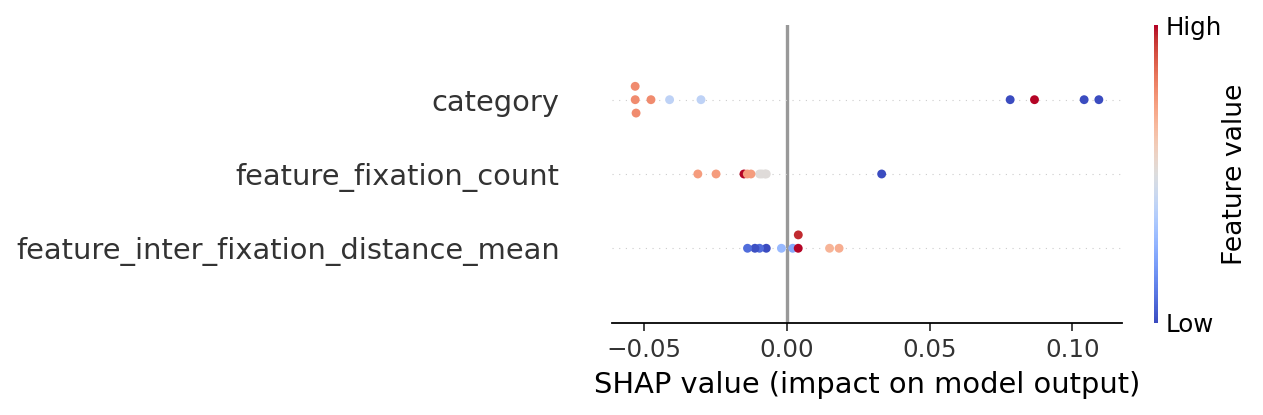 High
category
feature_fixation_count
feature_inter_fixation_distance_mean
Feature value
Low
−0.05 0.00 0.05 0.10
SHAP value (impact on model output)